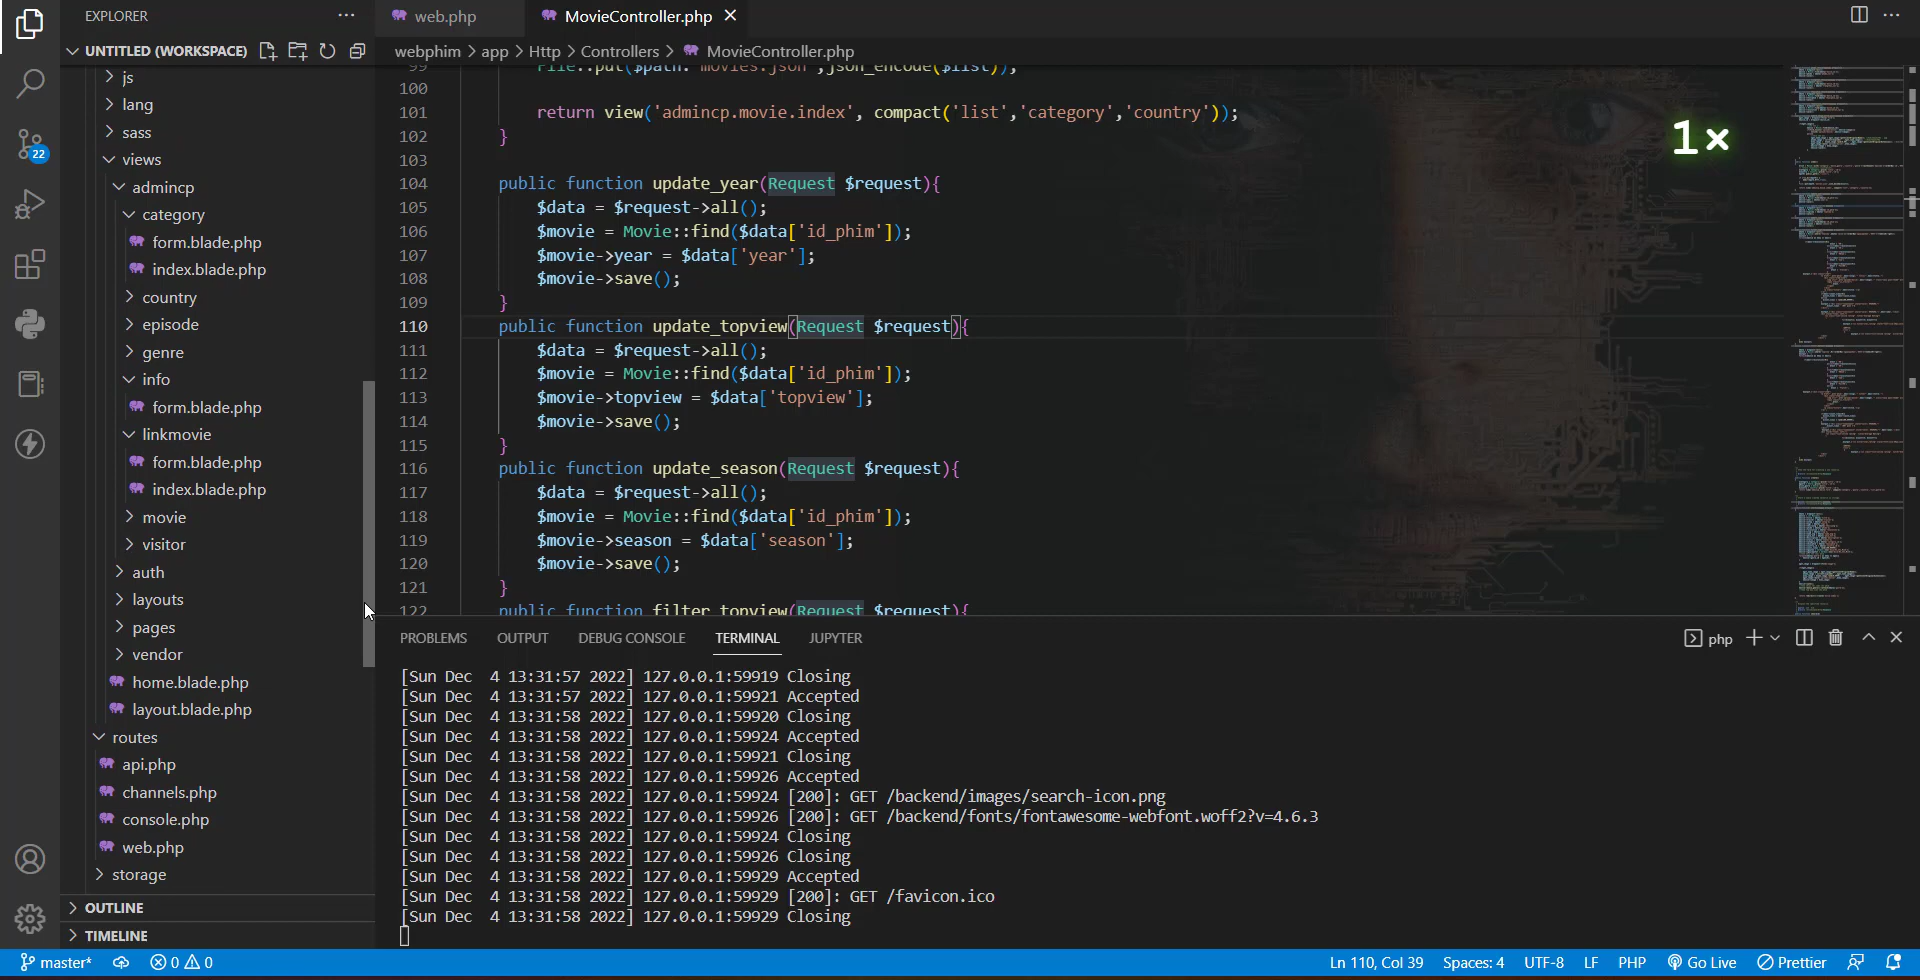 EXPLORER
web.php
MovieController.php
UNTITLED (WORKSPACE)
webphim > app > Http > Controllers > MovieController.php
js
lang
sass
views
admincp
category
form.blade.php
index.blade.php
country
episode
genre
info
form.blade.php
linkmovie
form.blade.php
index.blade.php
movie
visitor
auth
layouts
pages
vendor
home.blade.php
layout.blade.php
routes
api.php
channels.php
console.php
web.php
storage
OUTLINE
TIMELINE
22
99 File::put($path.'movies.json',json_encode($list));
100
101 return view('admincp.movie.index', compact('list','category','country'));
102 }
103
104 public function update_year(Request $request){
105 $data = $request->all();
106 $movie = Movie::find($data['id_phim']);
107 $movie->year = $data['year'];
108 $movie->save();
109 }
110 public function update_topview(Request $request){
111 $data = $request->all();
112 $movie = Movie::find($data['id_phim']);
113 $movie->topview = $data['topview'];
114 $movie->save();
115 }
116 public function update_season(Request $request){
117 $data = $request->all();
118 $movie = Movie::find($data['id_phim']);
119 $movie->season = $data['season'];
120 $movie->save();
121 }
122 public function filter_topview(Request $request){
1×
PROBLEMS OUTPUT DEBUG CONSOLE TERMINAL JUPYTER
php
[Sun Dec  4 13:31:57 2022] 127.0.0.1:59919 Closing
[Sun Dec  4 13:31:57 2022] 127.0.0.1:59921 Accepted
[Sun Dec  4 13:31:58 2022] 127.0.0.1:59920 Closing
[Sun Dec  4 13:31:58 2022] 127.0.0.1:59924 Accepted
[Sun Dec  4 13:31:58 2022] 127.0.0.1:59921 Closing
[Sun Dec  4 13:31:58 2022] 127.0.0.1:59926 Accepted
[Sun Dec  4 13:31:58 2022] 127.0.0.1:59924 [200]: GET /backend/images/search-icon.png
[Sun Dec  4 13:31:58 2022] 127.0.0.1:59926 [200]: GET /backend/fonts/fontawesome-webfont.woff2?v=4.6.3
[Sun Dec  4 13:31:58 2022] 127.0.0.1:59924 Closing
[Sun Dec  4 13:31:58 2022] 127.0.0.1:59926 Closing
[Sun Dec  4 13:31:58 2022] 127.0.0.1:59929 Accepted
[Sun Dec  4 13:31:58 2022] 127.0.0.1:59929 [200]: GET /favicon.ico
[Sun Dec  4 13:31:58 2022] 127.0.0.1:59929 Closing
master* 0 0 Ln 110, Col 39 Spaces: 4 UTF-8 LF PHP Go Live Prettier